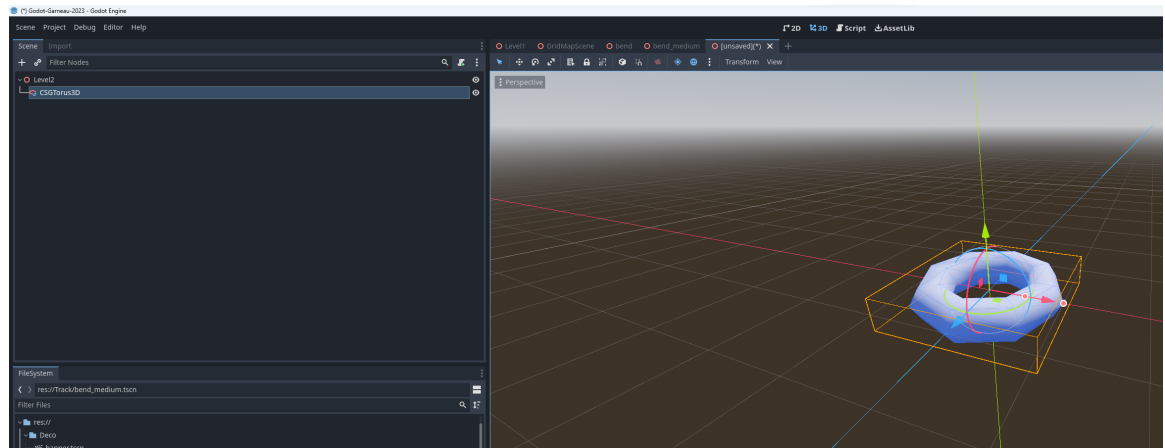 (*) Godot-Garneau-2023 - Godot Engine
Scene Project Debug Editor Help
2D 3D Script AssetLib
Scene Import
Level1 GridMapScene bend bend_medium [unsaved](*)
Filter Nodes
Transform View
Level2
Perspective
CSGTorus3D
FileSystem
res://Track/bend_medium.tscn
Filter Files
res://
Deco